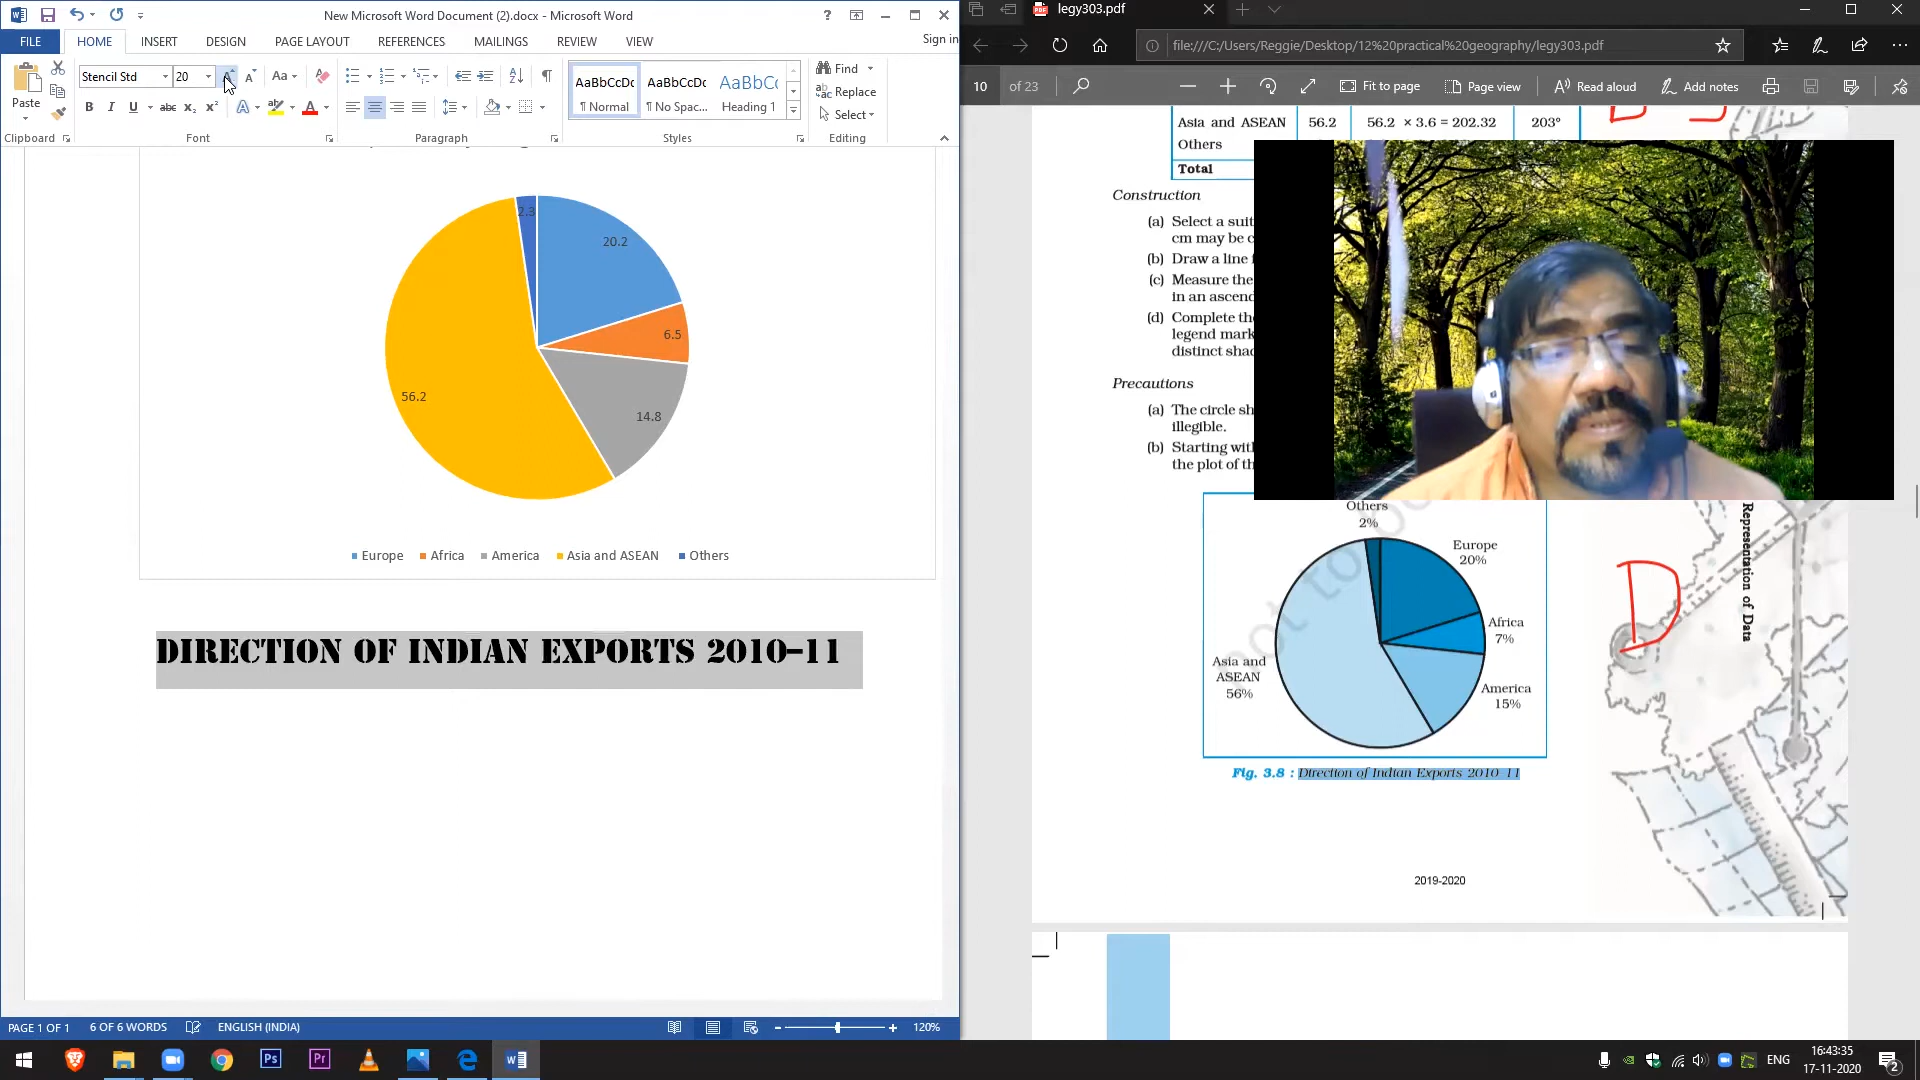 New Microsoft Word Document (2).docx - Microsoft Word
FILE HOME INSERT DESIGN PAGE LAYOUT REFERENCES MAILINGS REVIEW VIEW Sign in
Stencil Std 20 Aa
Paste
Clipboard Font Paragraph Styles Editing
AaBbCcDc AaBbCcDc AaBbCc
¶ Normal ¶ No Spac... Heading 1
Find
Replace
Select
2.3
20.2
6.5
56.2
14.8
Europe Africa America Asia and ASEAN Others
DIRECTION OF INDIAN EXPORTS 2010-11
PAGE 1 OF 1 6 OF 6 WORDS ENGLISH (INDIA) 120%
legy303.pdf
file:///C:/Users/Reggie/Desktop/12%20practical%20geography/legy303.pdf
10 of 23 Fit to page Page view Read aloud Add notes
Asia and ASEAN 56.2 56.2 × 3.6 = 202.32 203°
Others
Total
Construction
(a) Select a suit
cm may be c
(b) Draw a line
(c) Measure the
in an ascend
(d) Complete the
legend mark
distinct shad
Precautions
(a) The circle sh
illegible.
(b) Starting with
the plot of th
Others
2%
Europe
20%
Africa
7%
Asia and
ASEAN
56%
America
15%
Fig. 3.8 : Direction of Indian Exports 2010 11
Representation of Data
D
not to be
2019-2020
ENG
16:43:35
17-11-2020
2